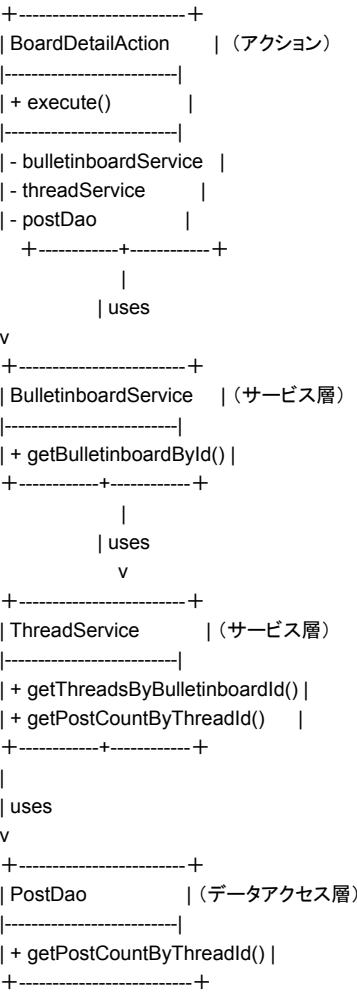 ＋-------------------------＋
| BoardDetailAction | （アクション）
|--------------------------|
| + execute() |
|--------------------------|
| - bulletinboardService |
| - threadService |
| - postDao |
＋------------+------------＋
|
| uses
v
＋-------------------------＋
| BulletinboardService | （サービス層）
|--------------------------|
| + getBulletinboardById() |
＋------------+------------＋
|
| uses
v
＋-------------------------＋
| ThreadService | （サービス層）
|--------------------------|
| + getThreadsByBulletinboardId() |
| + getPostCountByThreadId() |
＋------------+------------＋
|
| uses
v
＋-------------------------＋
| PostDao | （データアクセス層）
|--------------------------|
| + getPostCountByThreadId() |
＋--------------------------＋